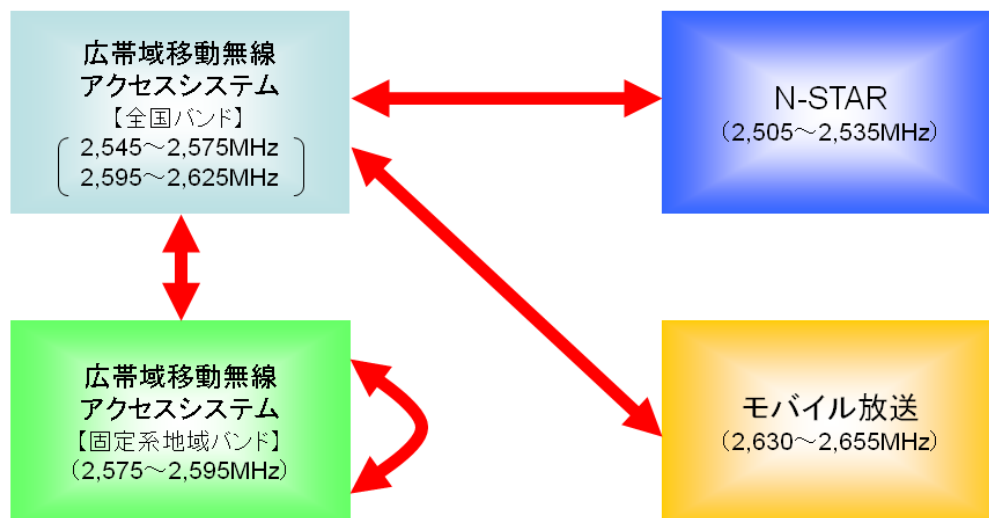 広帯域移動無線
アクセスシステム
【全国バンド】
2,545～2,575MHz
2,595～2,625MHz
N-STAR
（2,505～2,535MHz）
広帯域移動無線
アクセスシステム
【固定系地域バンド】
（2,575～2,595MHz）
モバイル放送
（2,630～2,655MHz）